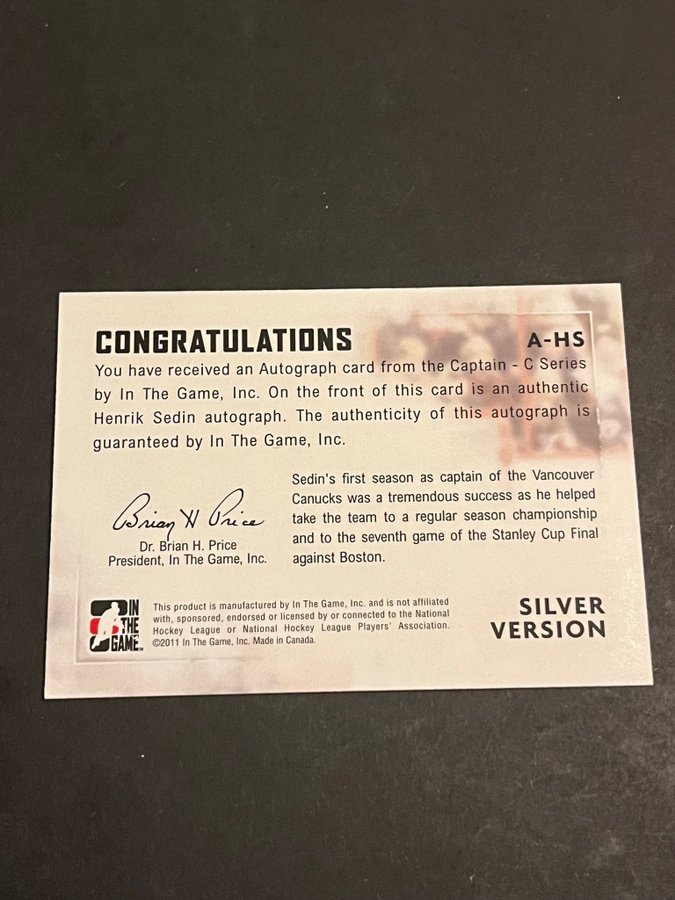 CONGRATULATIONS
A-HS
You have received an Autograph card from the Captain - C Series
by In The Game, Inc. On the front of this card is an authentic
Henrik Sedin autograph. The authenticity of this autograph is
guaranteed by In The Game, Inc.
Sedin's first season as captain of the Vancouver
Canucks was a tremendous success as he helped
take the team to a regular season championship
and to the seventh game of the Stanley Cup Final
against Boston.
Brian H Price
Dr. Brian H. Price
President, In The Game, Inc.
IN
THE
GAME™
This product is manufactured by In The Game, Inc. and is not affiliated
with, sponsored, endorsed or licensed by or connected to the National
Hockey League or National Hockey League Players' Association.
©2011 In The Game, Inc. Made in Canada.
SILVER
VERSION